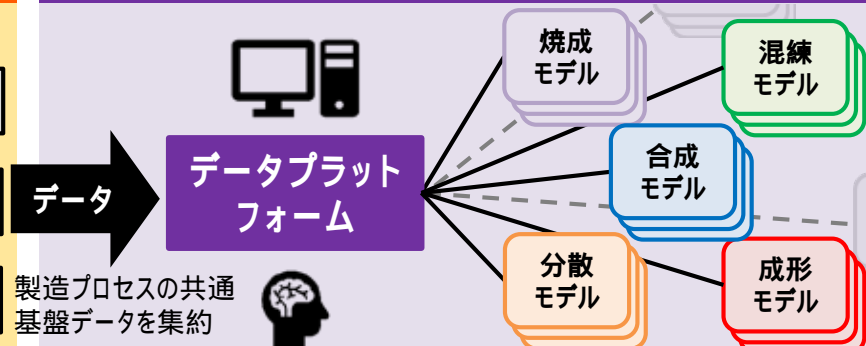 焼成
モデル
混練
モデル
合成
モデル
データプラット
フォーム
データ
分散
モデル
成形
モデル
製造プロセスの共通
基盤データを集約